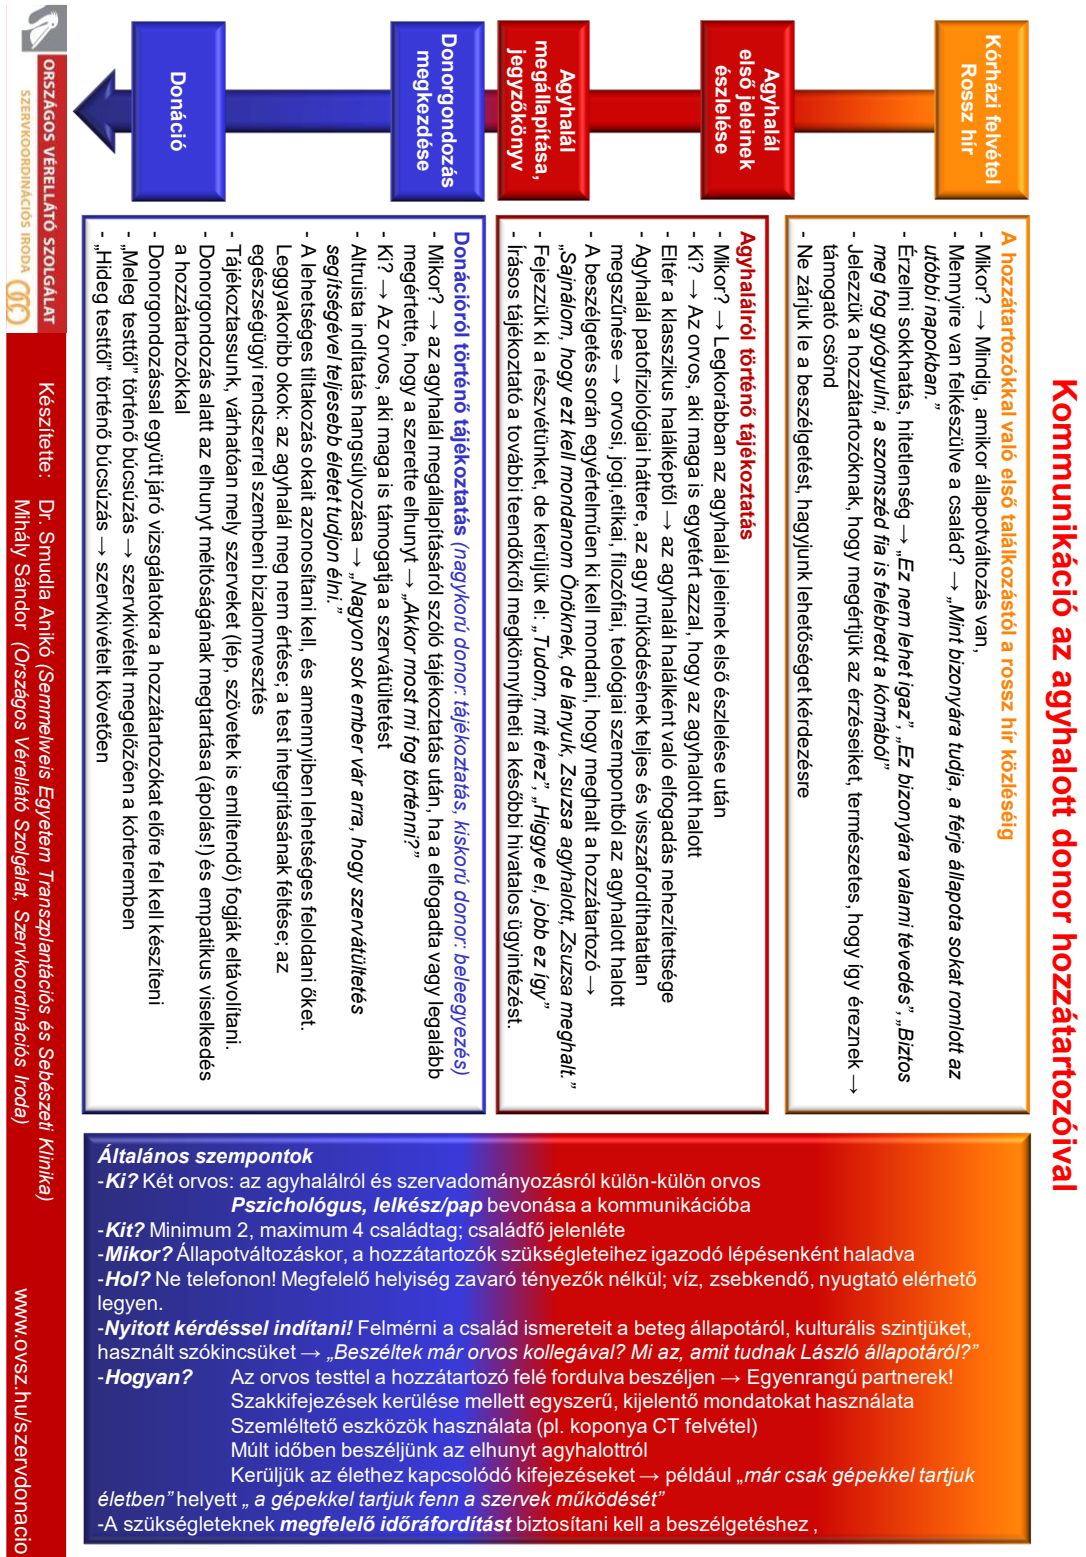 Kommunikáció az agyhalott donor hozzátartozóival
Kórházi felvétel
Rossz hír
Agyhalál
első jeleinek
észlelése
Agyhalál
megállapítása,
jegyzőkönyv
Donorgondozás
megkezdése
Donáció
A hozzátartozókkal való első találkozástól a rossz hír közléséig
- Mikor? → Mindig, amikor állapotváltozás van,
- Mennyire van felkészülve a család? → „Mint bizonyára tudja, a férje állapota sokat romlott az
utóbbi napokban.”
- Érzelmi sokkhatás, hitetlenség → „Ez nem lehet igaz”, „Ez bizonyára valami tévedés”, „Biztos
meg fog gyógyulni, a szomszéd fia is felébredt a kómából”
- Jelezzük a hozzátartozóknak, hogy megértjük az érzéseiket, természetes, hogy így éreznek →
támogató csönd
- Ne zárjuk le a beszélgetést, hagyjunk lehetőséget kérdezésre
Agyhalálról történő tájékoztatás
- Mikor? → Legkorábban az agyhalál jeleinek első észlelése után
- Ki? → Az orvos, aki maga is egyetért azzal, hogy az agyhalott halott
- Eltér a klasszikus halálképtől → az agyhalál halálként való elfogadás nehezítettsége
- Agyhalál patofiziológiai háttere, az agy működésének teljes és visszafordíthatatlan
megszűnése → orvosi, jogi,etikai, filozófiai, teológiai szempontból az agyhalott halott
- A beszélgetés során egyértelműen ki kell mondani, hogy meghalt a hozzátartozó →
„Sajnálom, hogy ezt kell mondanom Önöknek, de lányuk, Zsuzsa agyhalott, Zsuzsa meghalt.”
- Fejezzük ki a részvétünket, de kerüljük el: „Tudom, mit érez”, „Higgye el, jobb ez így”
- Írásos tájékoztató a további teendőkről megkönnyítheti a későbbi hivatalos ügyintézést.
Donációról történő tájékoztatás (nagykorú donor: tájékoztatás, kiskorú donor: beleegyezés)
- Mikor? → az agyhalál megállapításáról szóló tájékoztatás után, ha a elfogadta vagy legalább
megértette, hogy a szerette elhunyt → „Akkor most mi fog történni?”
- Ki? → Az orvos, aki maga is támogatja a szervátültetést
- Altruista indítatás hangsúlyozása → „Nagyon sok ember vár arra, hogy szervátültetés
segítségével teljesebb életet tudjon élni.”
- A lehetséges tiltakozás okait azonosítani kell, és amennyiben lehetséges feloldani őket.
Leggyakoribb okok: az agyhalál meg nem értése; a test integritásának féltése; az
egészségügyi rendszerrel szembeni bizalomvesztés
- Tájékoztassunk, várhatóan mely szerveket (lép, szövetek is említendő) fogják eltávolítani.
- Donorgondozás alatt az elhunyt méltóságának megtartása (ápolás!) és empatikus viselkedés
a hozzátartozókkal
- Donorgondozással együtt járó vizsgálatokra a hozzátartozókat előre fel kell készíteni
- „Meleg testtől” történő búcsúzás → szervkivételt megelőzően a kórteremben
- „Hideg testtől” történő búcsúzás → szervkivételt követően
Általános szempontok
-Ki? Két orvos: az agyhalálról és szervadományozásról külön-külön orvos
Pszichológus, lelkész/pap bevonása a kommunikációba
-Kit? Minimum 2, maximum 4 családtag; családfő jelenléte
-Mikor? Állapotváltozáskor, a hozzátartozók szükségleteihez igazodó lépésenként haladva
-Hol? Ne telefonon! Megfelelő helyiség zavaró tényezők nélkül; víz, zsebkendő, nyugtató elérhető
legyen.
-Nyitott kérdéssel indítani! Felmérni a család ismereteit a beteg állapotáról, kulturális szintjüket,
használt szókincsüket → „Beszéltek már orvos kollegával? Mi az, amit tudnak László állapotáról?”
-Hogyan? Az orvos testtel a hozzátartozó felé fordulva beszéljen → Egyenrangú partnerek!
Szakkifejezések kerülése mellett egyszerű, kijelentő mondatokat használata
Szemléltető eszközök használata (pl. koponya CT felvétel)
Múlt időben beszéljünk az elhunyt agyhalottról
Kerüljük az élethez kapcsolódó kifejezéseket → például „már csak gépekkel tartjuk
életben” helyett „ a gépekkel tartjuk fenn a szervek működését”
-A szükségleteknek megfelelő időráfordítást biztosítani kell a beszélgetéshez ,
ORSZÁGOS VÉRELLÁTÓ SZOLGÁLAT
SZERVKOORDINÁCIÓS IRODA
Készítette: Dr. Smudla Anikó (Semmelweis Egyetem Transzplantációs és Sebészeti Klinika)
Mihály Sándor (Országos Vérellátó Szolgálat, Szervkoordinációs Iroda)
www.ovsz.hu/szervdonacio